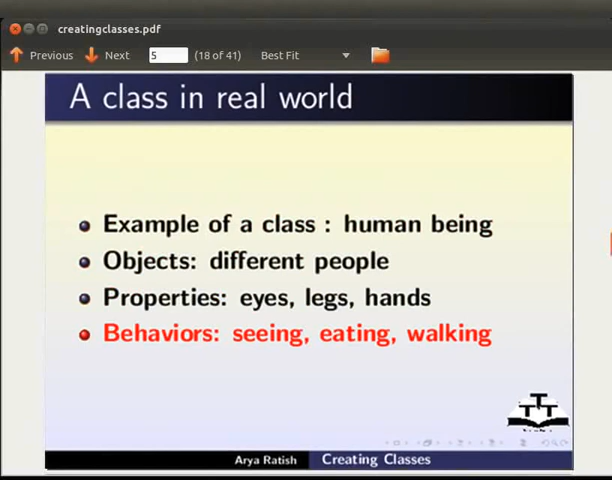 creatingclasses.pdf
Previous Next 5 (18 of 41) Best Fit
A class in real world
Example of a class : human being
Objects: different people
Properties: eyes, legs, hands
Behaviors: seeing, eating, walking
Arya Ratish Creating Classes